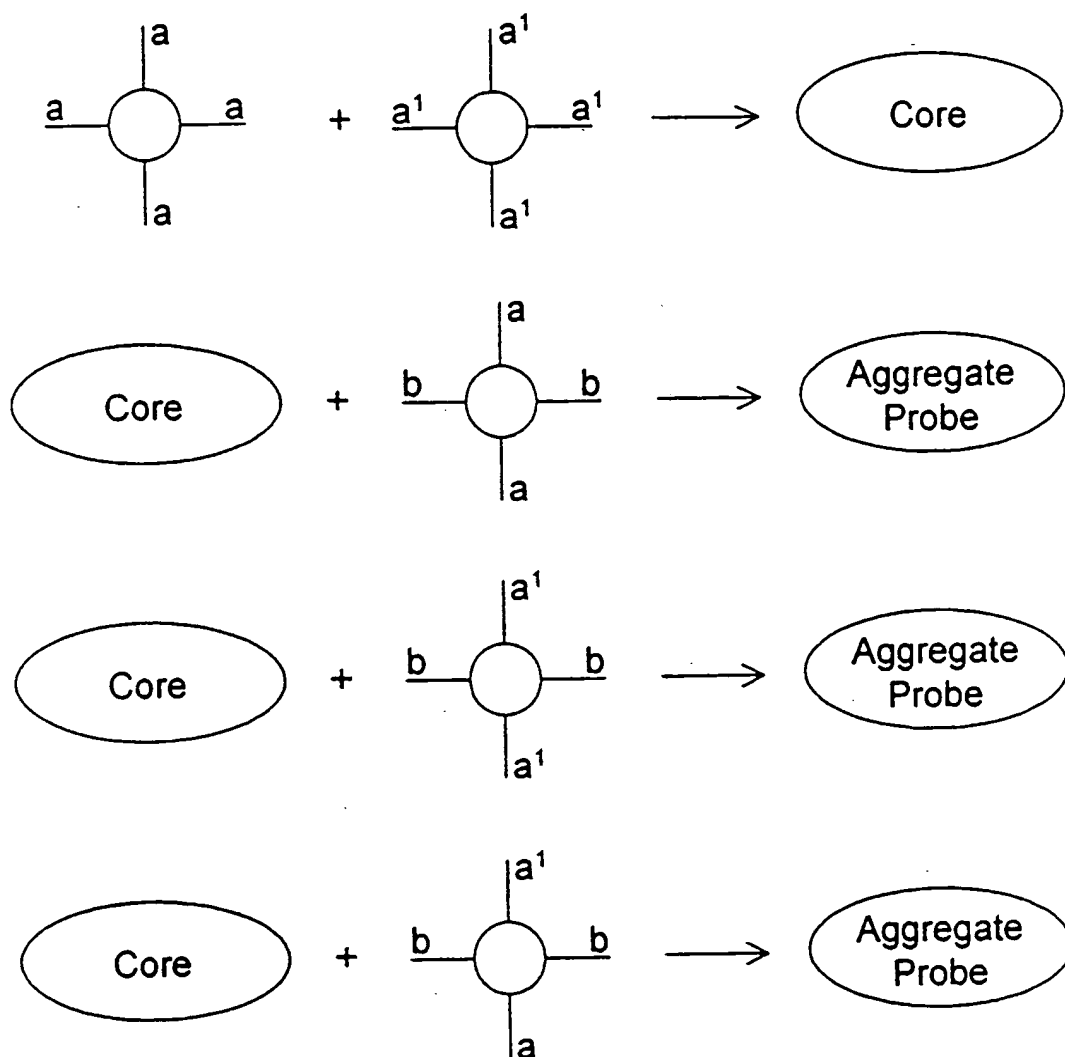 a a¹
a a + a¹ a¹ → Core
a a¹
a
Core + b b → Aggregate Probe
a
a¹
Core + b b → Aggregate Probe
a¹
a¹
Core + b b → Aggregate Probe
a